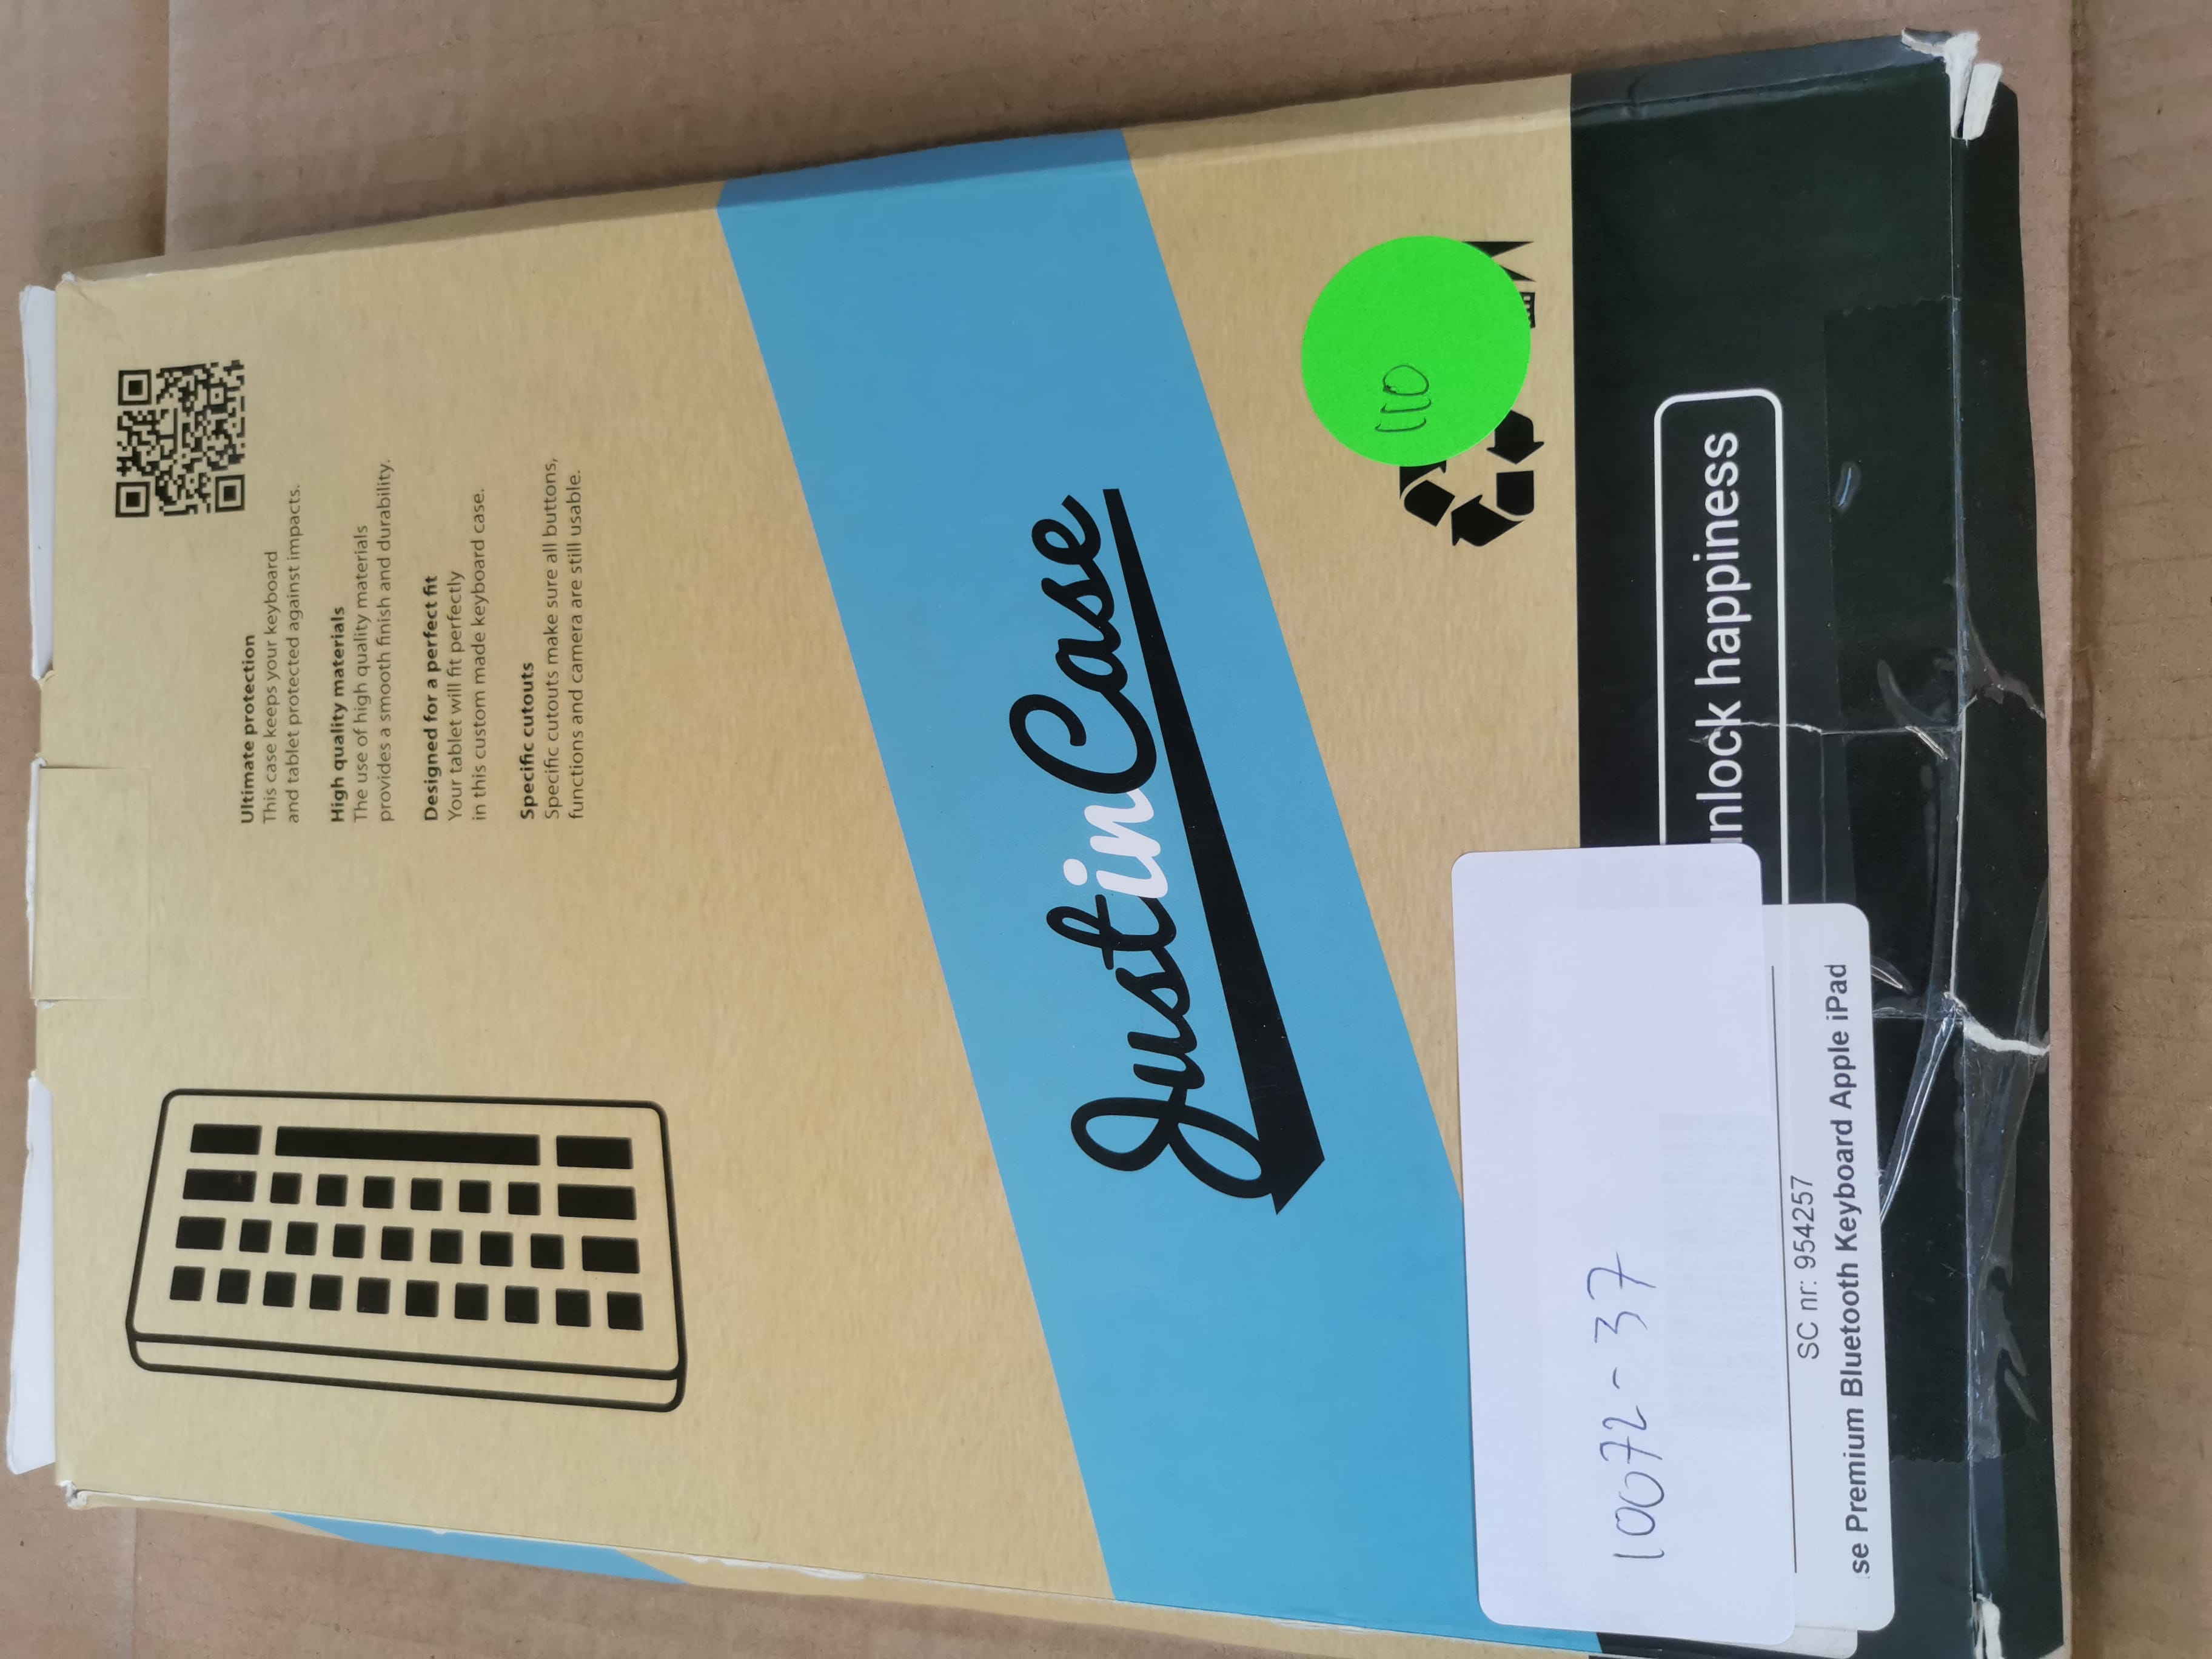 Ultimate protection
This case keeps your keyboard
and tablet protected against impacts.
High quality materials
The use of high quality materials
provides a smooth finish and durability.
Designed for a perfect fit
Your tablet will fit perfectly
in this custom made keyboard case.
Specific cutouts
Specific cutouts make sure all buttons,
functions and camera are still usable.
JustinCase
110
unlock happiness
10072-37
SC nr: 954257
se Premium Bluetooth Keyboard Apple iPad